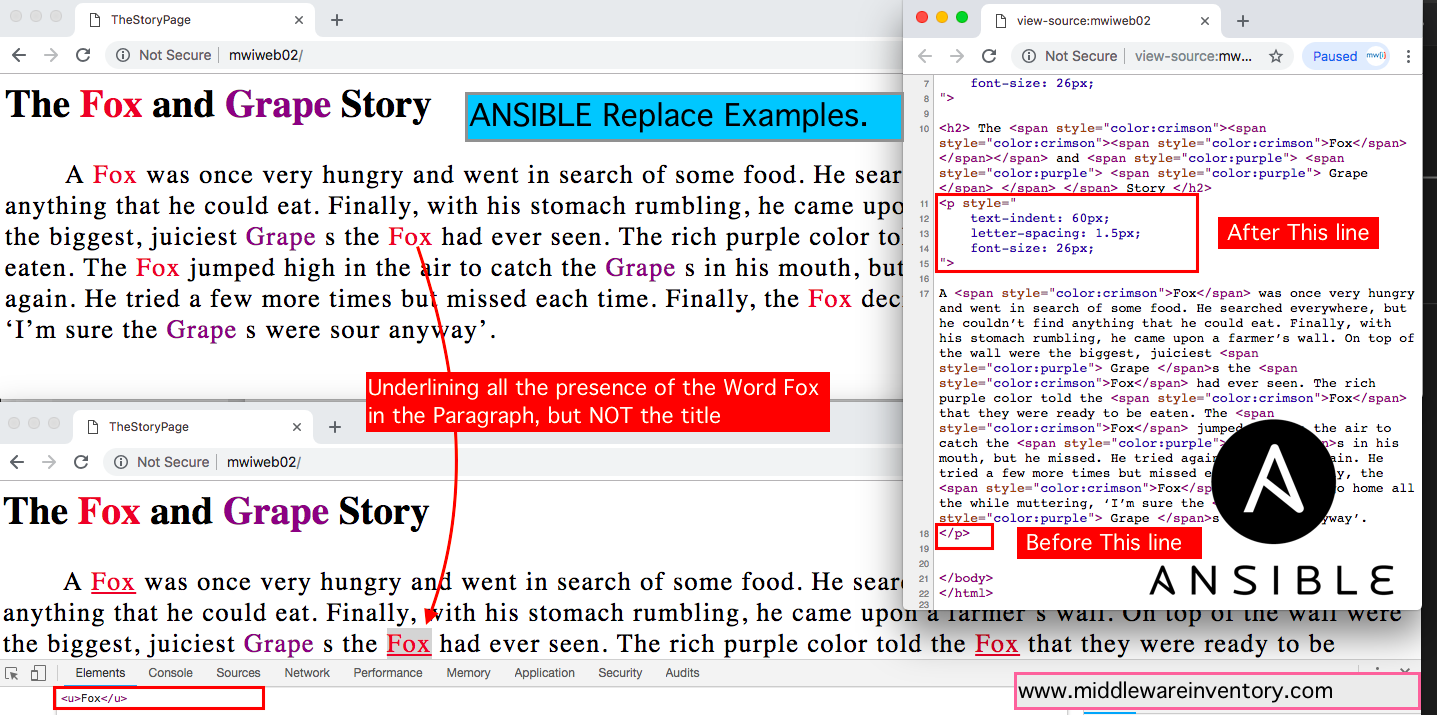 TheStoryPage
Not Secure mwiweb02/
The Fox and Grape Story
ANSIBLE Replace Examples.
A Fox was once very hungry and went in search of some food. He sear
anything that he could eat. Finally, with his stomach rumbling, he came upo
the biggest, juiciest Grape s the Fox had ever seen. The rich purple color tol
eaten. The Fox jumped high in the air to catch the Grape s in his mouth, but
again. He tried a few more times but missed each time. Finally, the Fox deci
‘I’m sure the Grape s were sour anyway’.
Underlining all the presence of the Word Fox
in the Paragraph, but NOT the title
TheStoryPage
Not Secure mwiweb02/
The Fox and Grape Story
A Fox was once very hungry and went in search of some food. He sear
anything that he could eat. Finally, with his stomach rumbling, he came upon a farmer’s wall. On top of the wall were
the biggest, juiciest Grape s the Fox had ever seen. The rich purple color told the Fox that they were ready to be
Elements Console Sources Network Performance Memory Application Security Audits
<u>Fox</u>
view-source:mwiweb02
Not Secure view-source:mw... Paused mw{i}
7 font-size: 26px;
8 ">
9
10 <h2> The <span style="color:crimson"><span
style="color:crimson"><span style="color:crimson">Fox</span>
</span></span> and <span style="color:purple"> <span
style="color:purple"> <span style="color:purple"> Grape
</span> </span> </span> Story </h2>
11 <p style="
12 text-indent: 60px;
13 letter-spacing: 1.5px;
14 font-size: 26px;
15 ">
After This line
16
17 A <span style="color:crimson">Fox</span> was once very hungry
and went in search of some food. He searched everywhere, but
he couldn’t find anything that he could eat. Finally, with
his stomach rumbling, he came upon a farmer’s wall. On top of
the wall were the biggest, juiciest <span
style="color:purple"> Grape </span>s the <span
style="color:crimson">Fox</span> had ever seen. The rich
purple color told the <span style="color:crimson">Fox</span>
that they were ready to be eaten. The <span
style="color:crimson">Fox</span> jumped the air to
catch the <span style="color:purple"> >s in his
mouth, but he missed. He tried again ain. He
tried a few more times but missed e y, the
<span style="color:crimson">Fox</sp o home all
the while muttering, ‘I’m sure the
style="color:purple"> Grape </span>s yway’.
18 </p>
Before This line
19
20
21 </body>
22 </html>
23
ANSIBLE
www.middlewareinventory.com